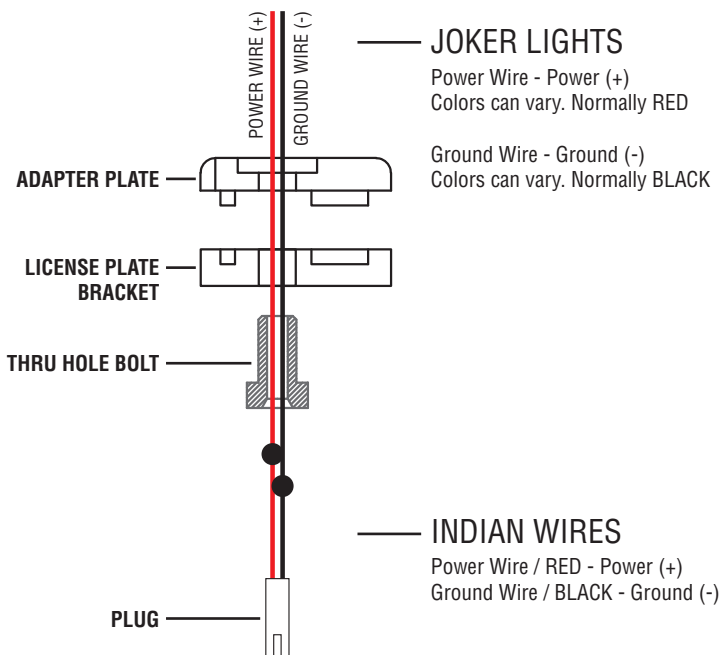 POWER WIRE (+)
GROUND WIRE (-)
JOKER LIGHTS
Power Wire - Power (+)
Colors can vary. Normally RED
Ground Wire - Ground (-)
Colors can vary. Normally BLACK
ADAPTER PLATE
LICENSE PLATE
BRACKET
THRU HOLE BOLT
INDIAN WIRES
Power Wire / RED - Power (+)
Ground Wire / BLACK - Ground (-)
PLUG